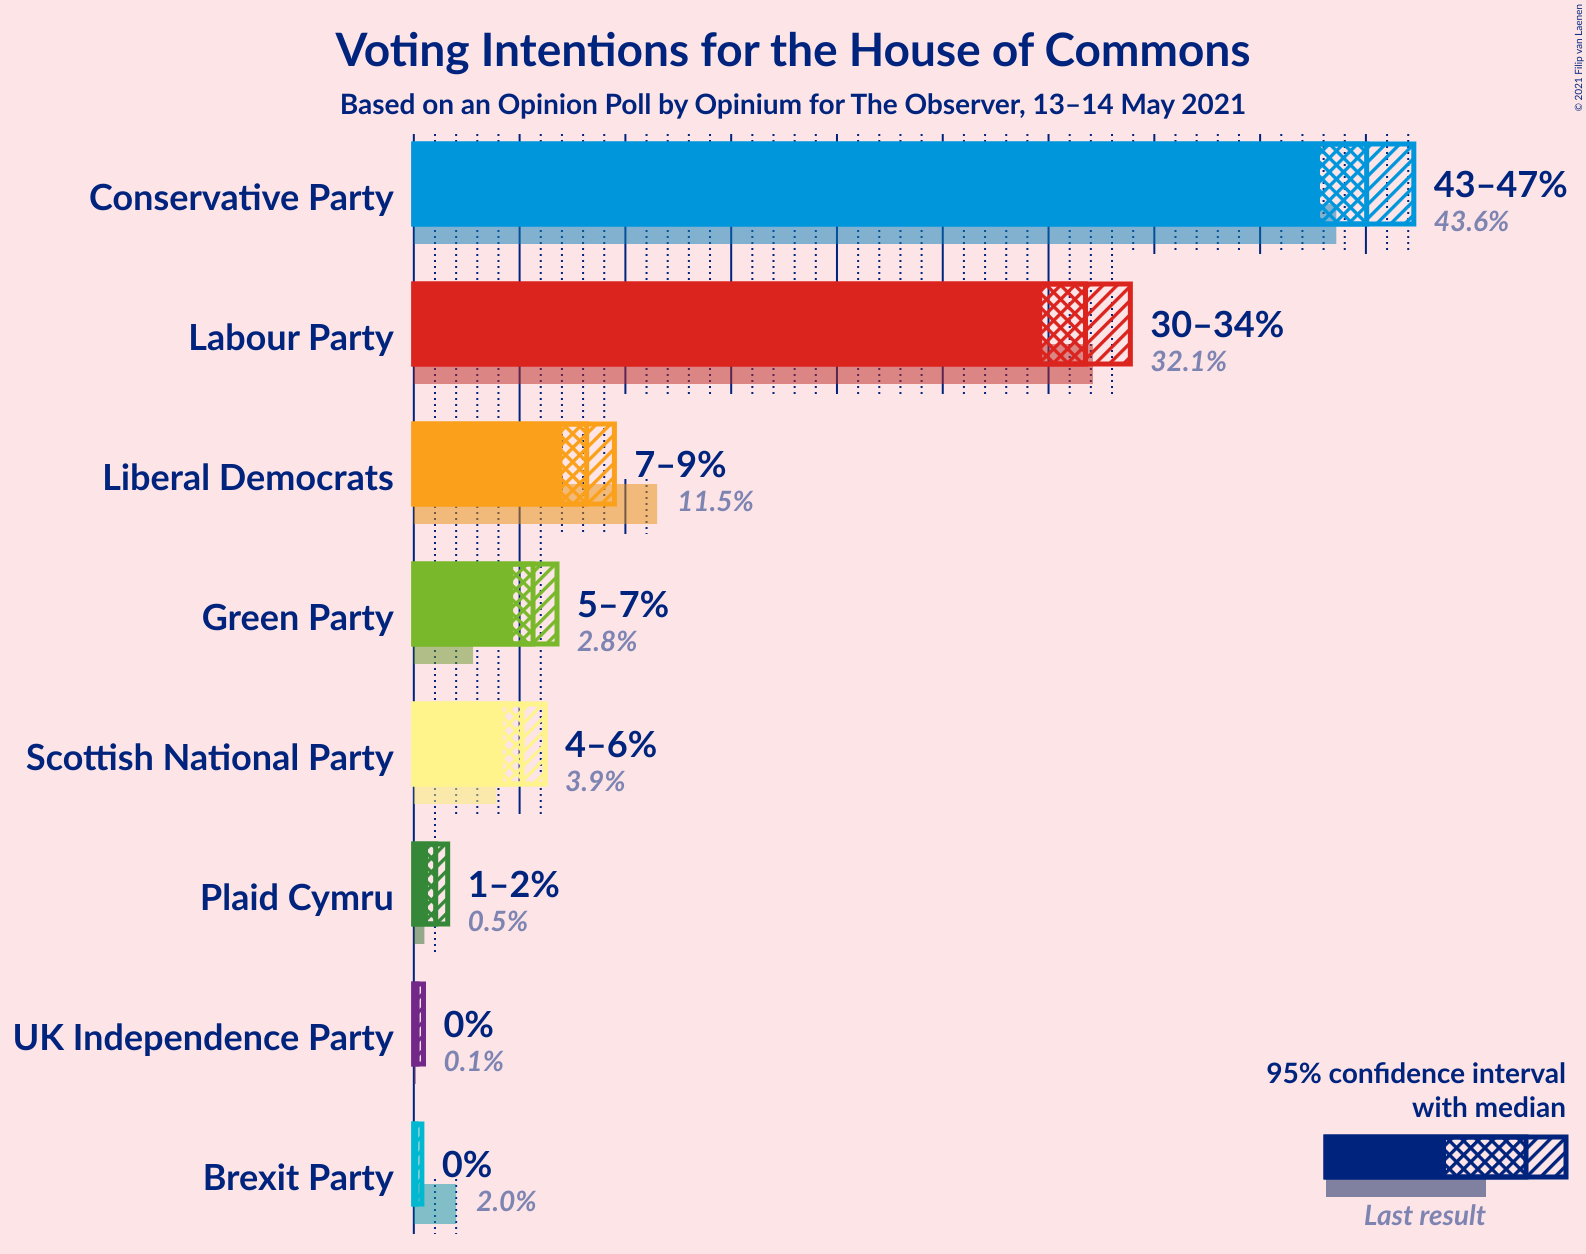 Voting Intentions for the House of Commons
Based on an Opinion Poll by Opinium for The Observer, 13–14 May 2021
© 2021 Filip van Laenen
Conservative Party
43–47%
43.6%
Labour Party
30–34%
32.1%
Liberal Democrats
7–9%
11.5%
Green Party
5–7%
2.8%
Scottish National Party
4–6%
3.9%
Plaid Cymru
1–2%
0.5%
UK Independence Party
0%
0.1%
Brexit Party
0%
2.0%
95% confidence interval
with median
Last result